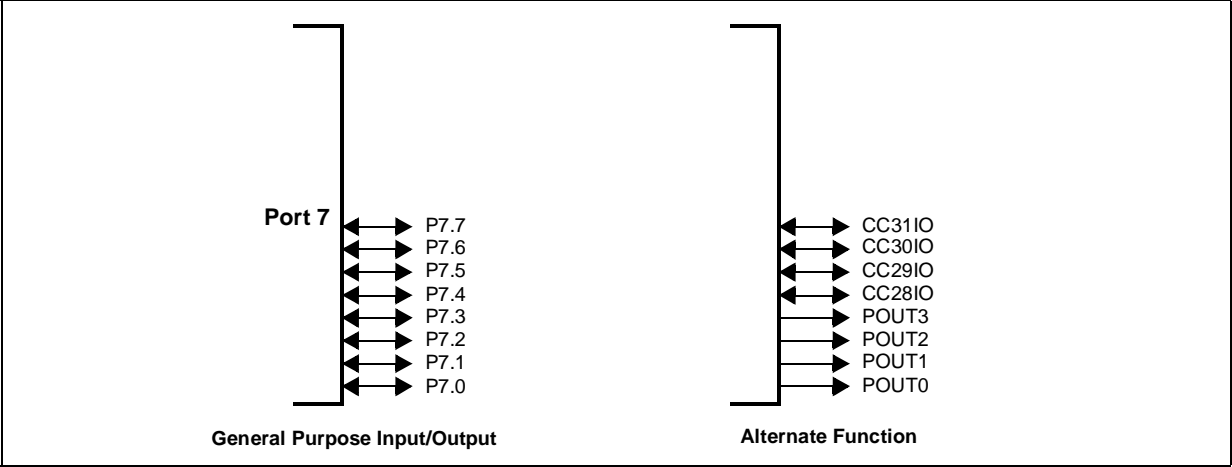 Port 7
P7.7
P7.6
P7.5
P7.4
P7.3
P7.2
P7.1
P7.0
General Purpose Input/Output
CC31IO
CC30IO
CC29IO
CC28IO
POUT3
POUT2
POUT1
POUT0
Alternate Function